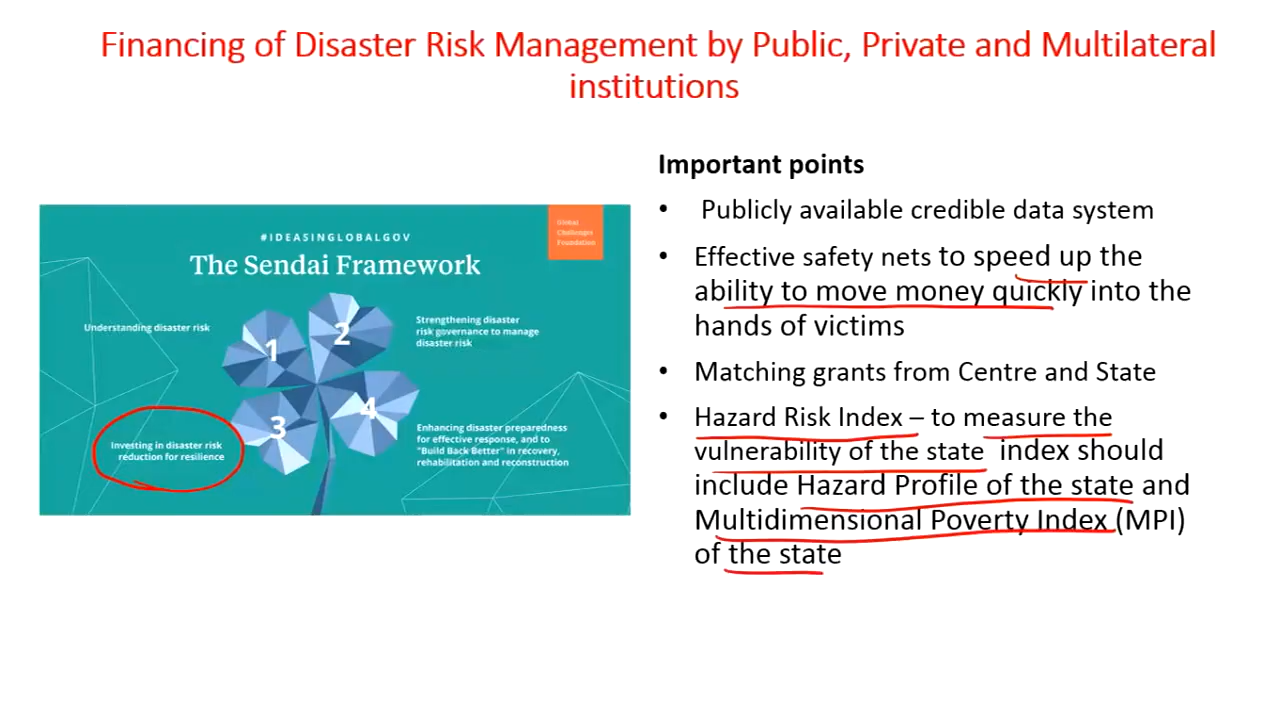 Financing of Disaster Risk Management by Public, Private and Multilateral
institutions
#IDEASINGLOBALGOV
The Sendai Framework
Global
Challenges
Foundation
Understanding disaster risk
1
2
Strengthening disaster
risk governance to manage
disaster risk
Investing in disaster risk
reduction for resilience
3
4
Enhancing disaster preparedness
for effective response, and to
"Build Back Better" in recovery,
rehabilitation and reconstruction
Important points
• Publicly available credible data system
• Effective safety nets to speed up the
ability to move money quickly into the
hands of victims
• Matching grants from Centre and State
• Hazard Risk Index – to measure the
vulnerability of the state index should
include Hazard Profile of the state and
Multidimensional Poverty Index (MPI)
of the state